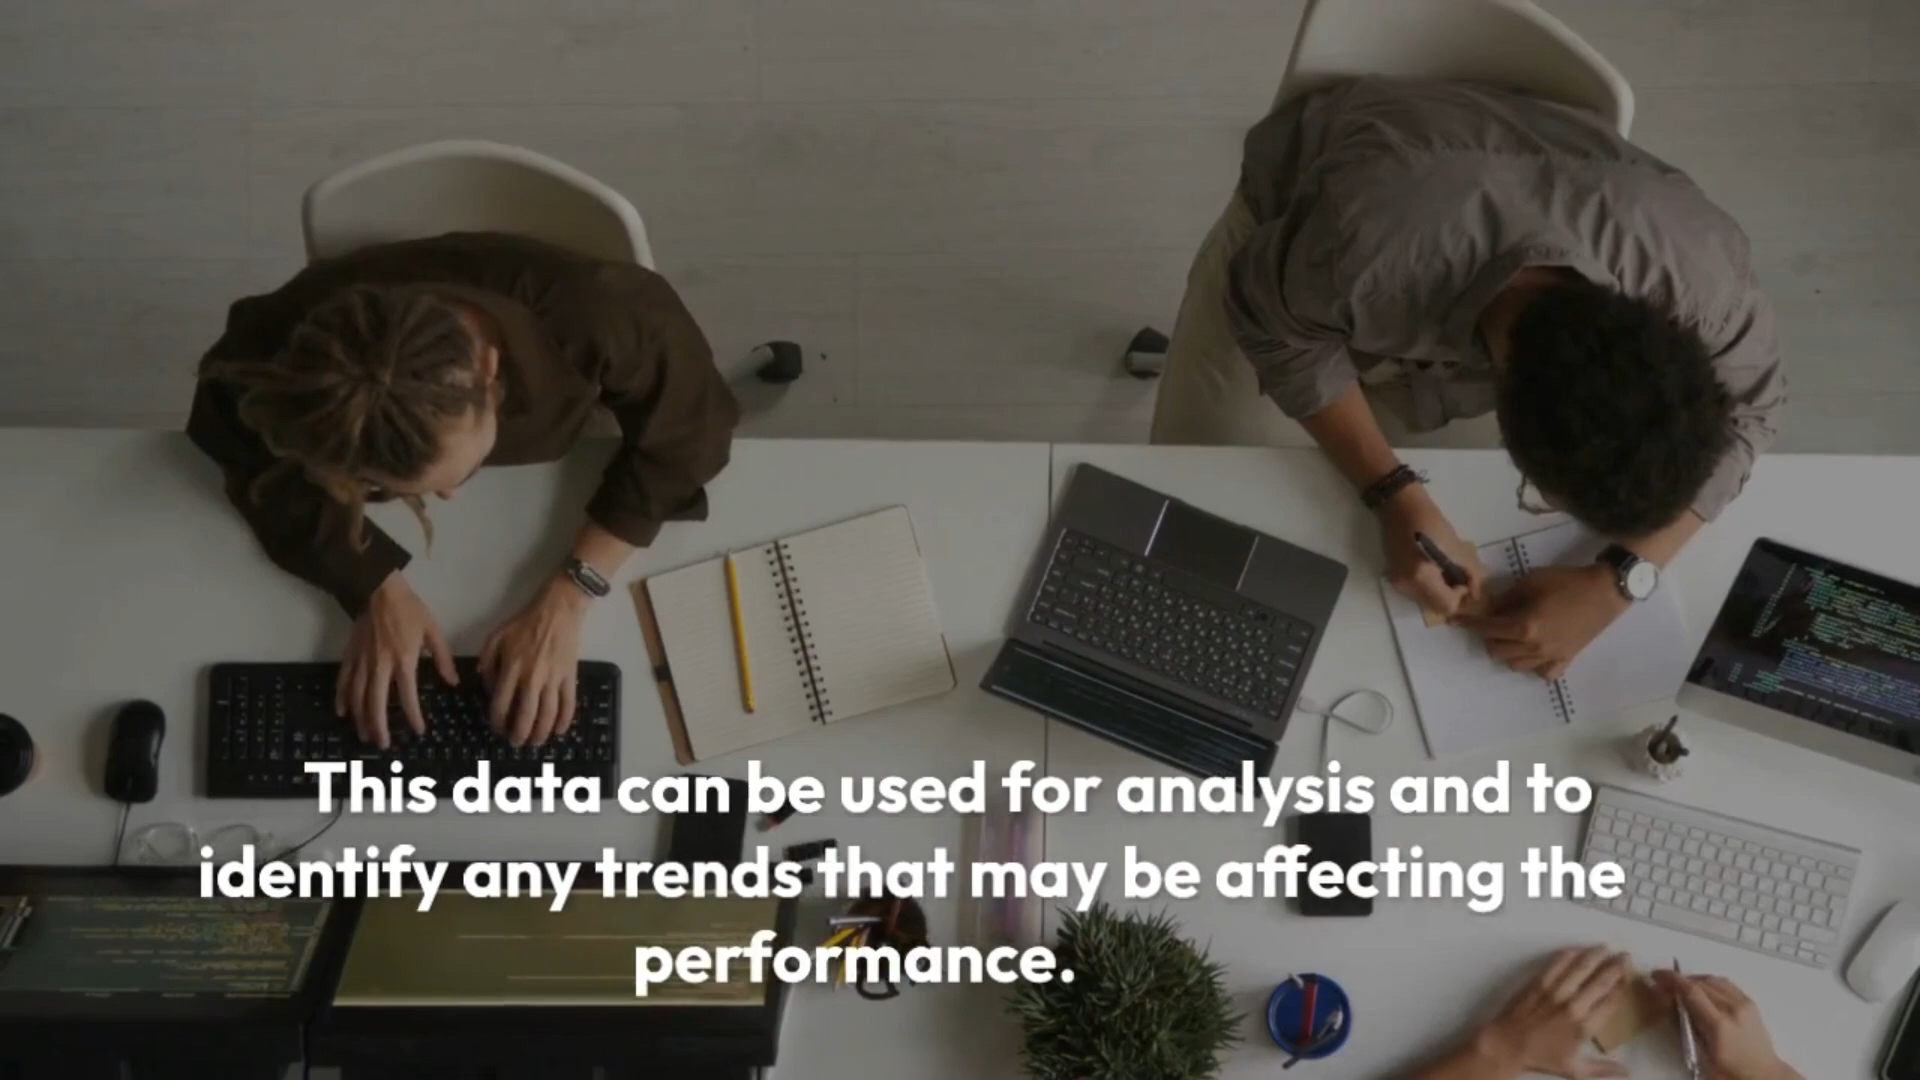 This data can be used for analysis and to
identify any trends that may be affecting the
performance.